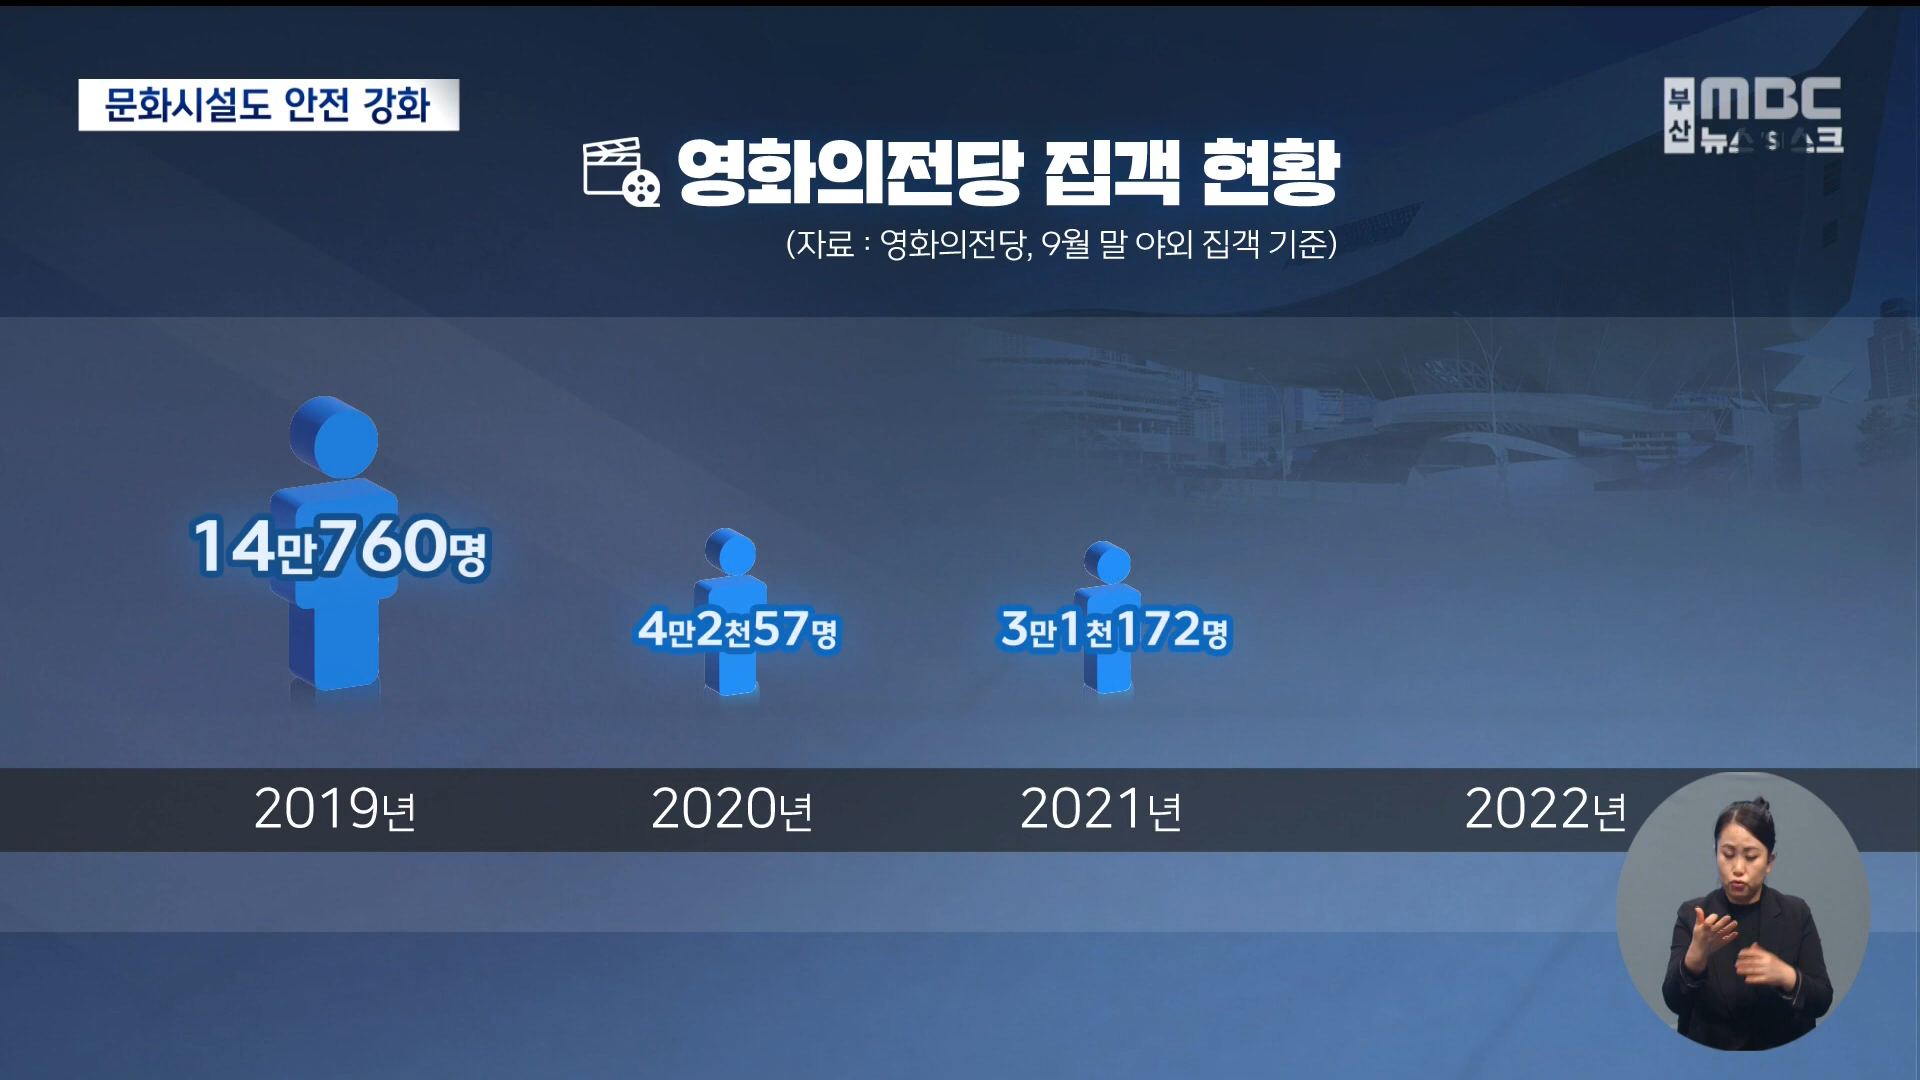 문화시설도 안전 강화
부산 MBC
영화의전당 집객 현황
(자료 : 영화의전당, 9월 말 야외 집객 기준)
14만760명
4만2천57명
3만1천172명
2019년
2020년
2021년
2022년